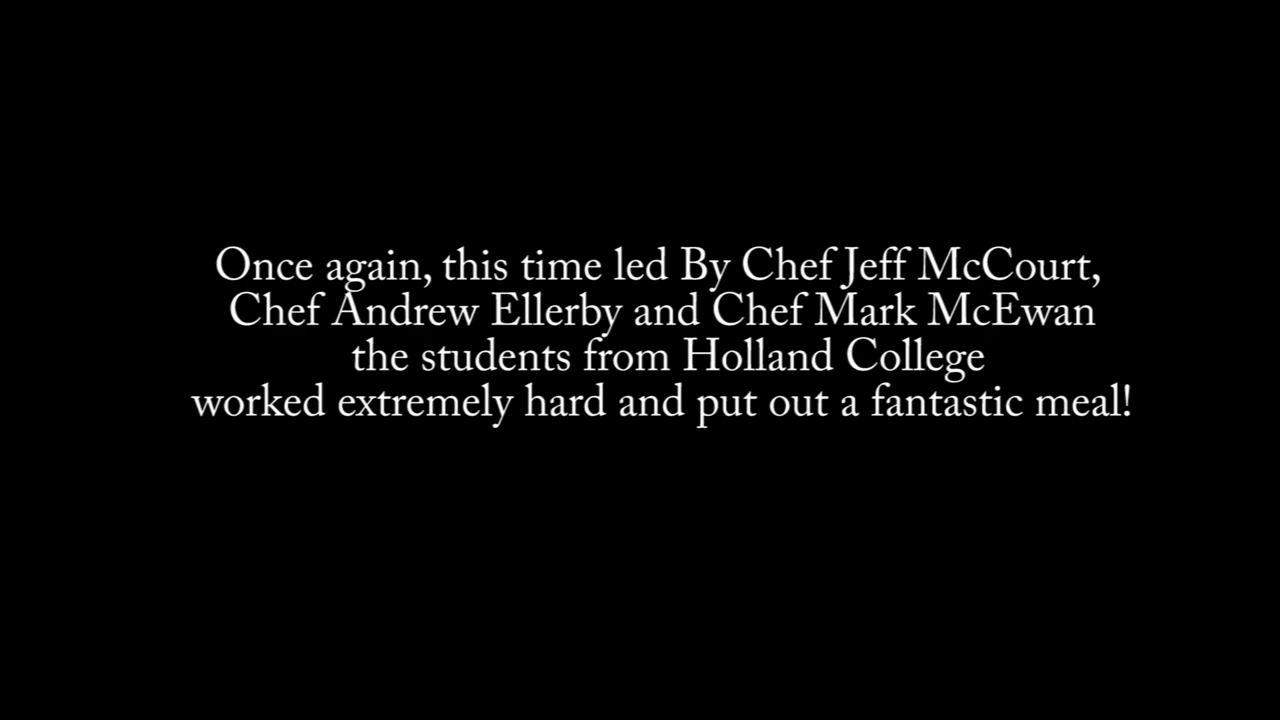 Once again, this time led By Chef Jeff McCourt,
Chef Andrew Ellerby and Chef Mark McEwan
the students from Holland College
worked extremely hard and put out a fantastic meal!